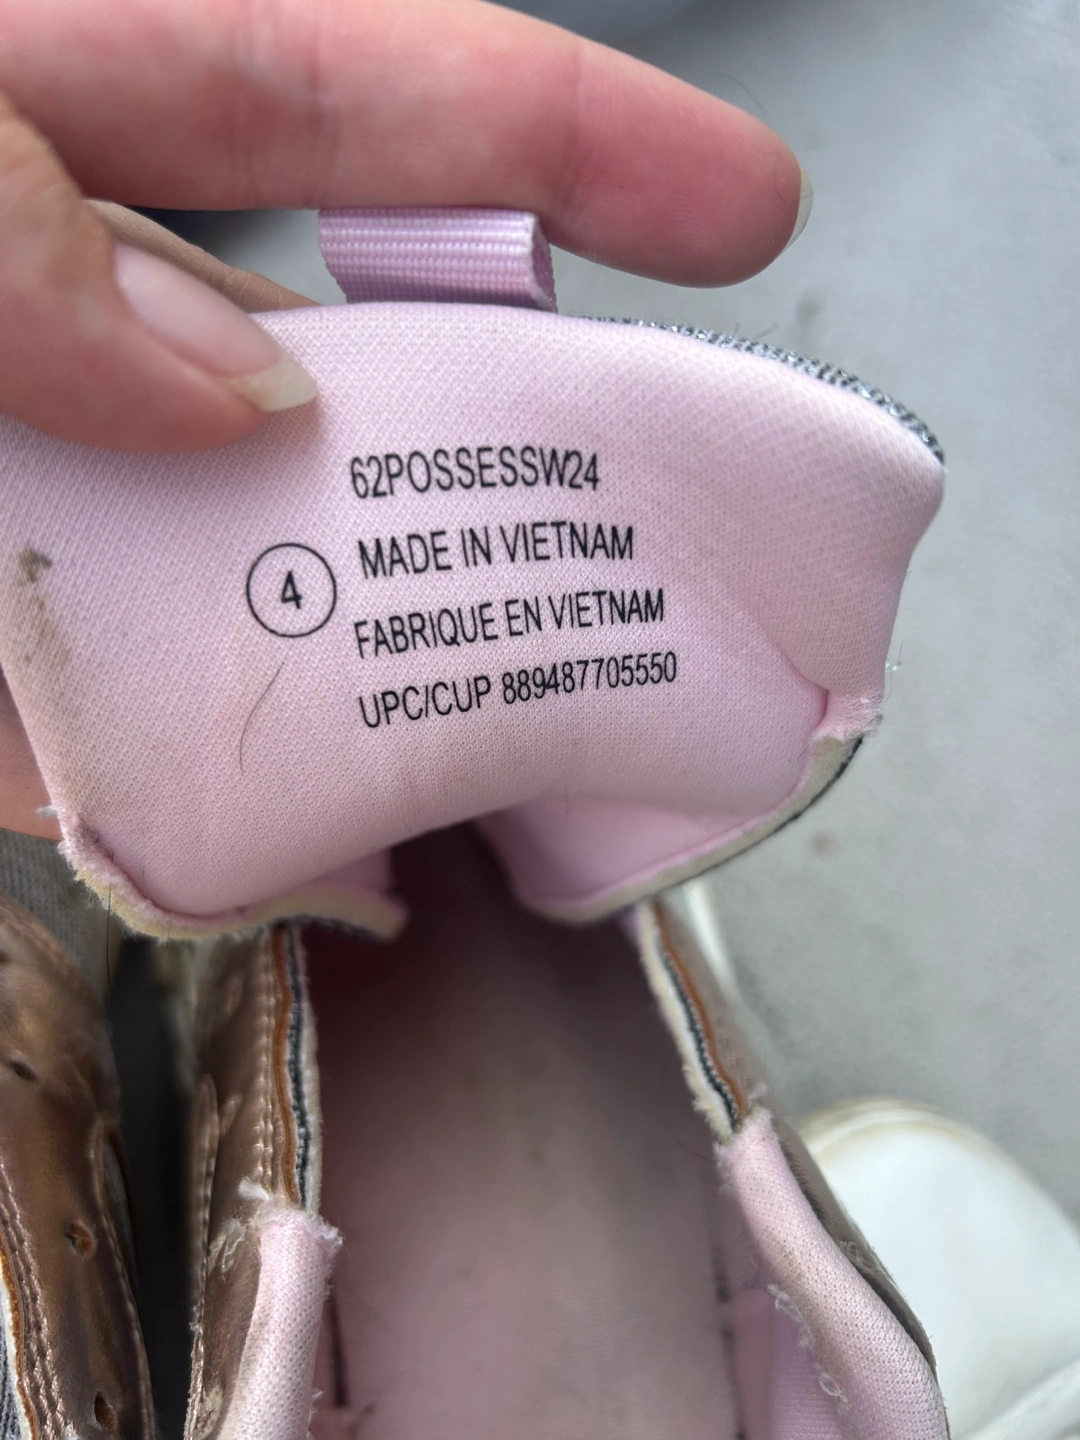 62POSSESSW24
4
MADE IN VIETNAM
FABRIQUE EN VIETNAM
UPC/CUP 889487705550